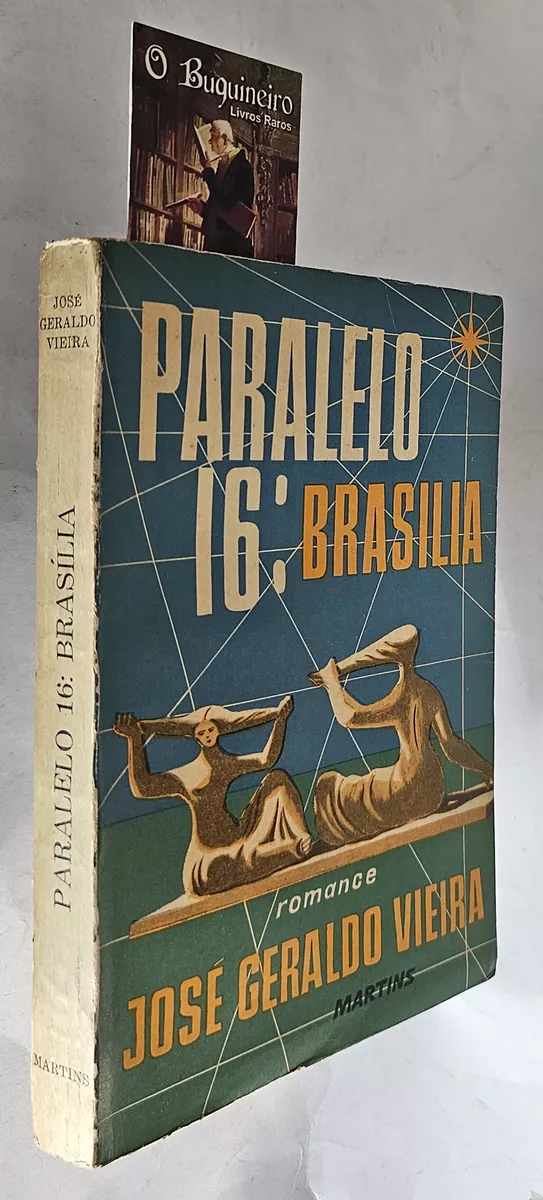 O Buquineiro
Livros Raros
JOSÉ
GERALDO
VIEIRA
PARALELO 16: BRASÍLIA
MARTINS
PARALELO
16: BRASILIA
romance
JOSÉ GERALDO VIEIRA
MARTINS